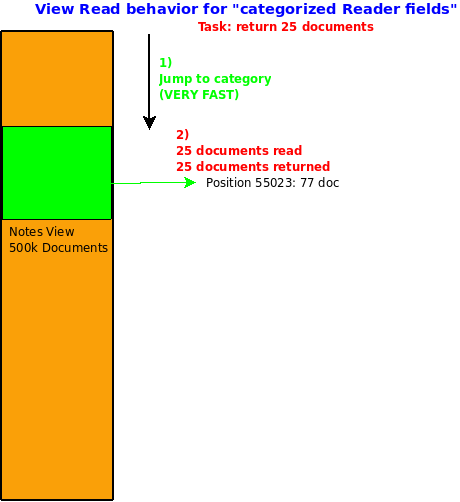 View Read behavior for "categorized Reader fields"
Task: return 25 documents
1)
Jump to category
(VERY FAST)
2)
25 documents read
25 documents returned
Position 55023: 77 doc
Notes View
500k Documents